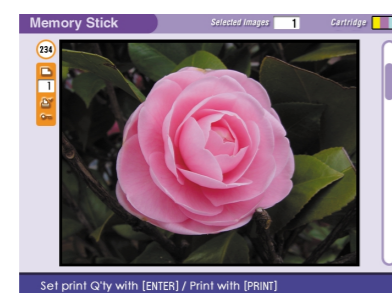 Memory Stick Selected Images 1 Cartridge
234
1
Set print Q'ty with [ENTER] / Print with [PRINT]